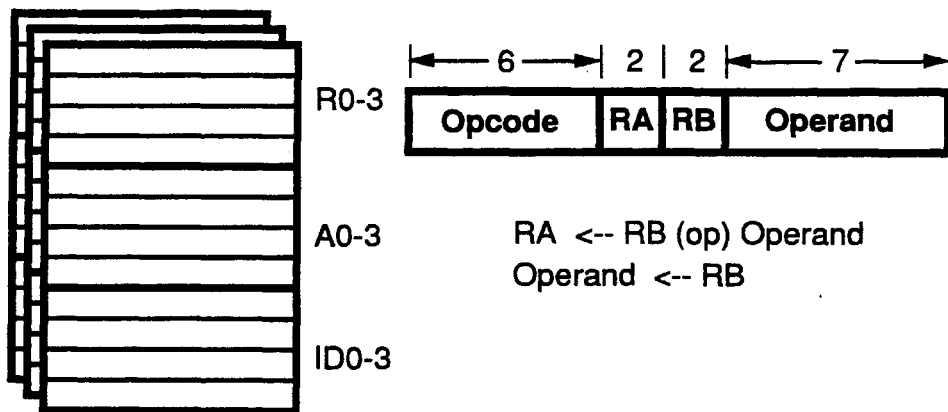 6 2 2 7
R0-3
Opcode RA RB Operand
A0-3
RA <-- RB (op) Operand
Operand <-- RB
ID0-3